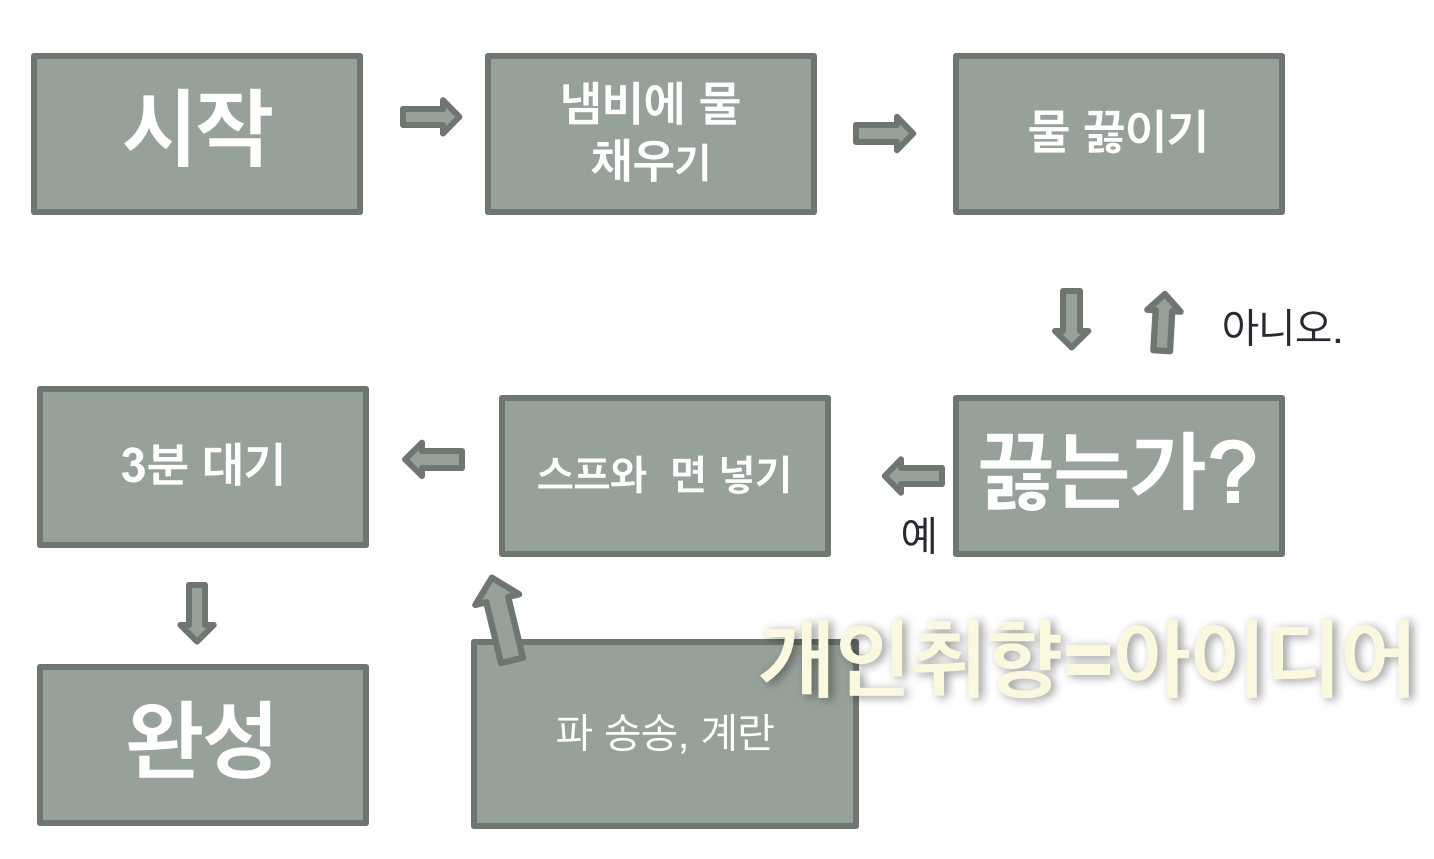 시작
냄비에 물
채우기
물 끓이기
아니오.
끓는가?
예
스프와  면 넣기
3분 대기
완성
파 송송, 계란
개인취향=아이디어